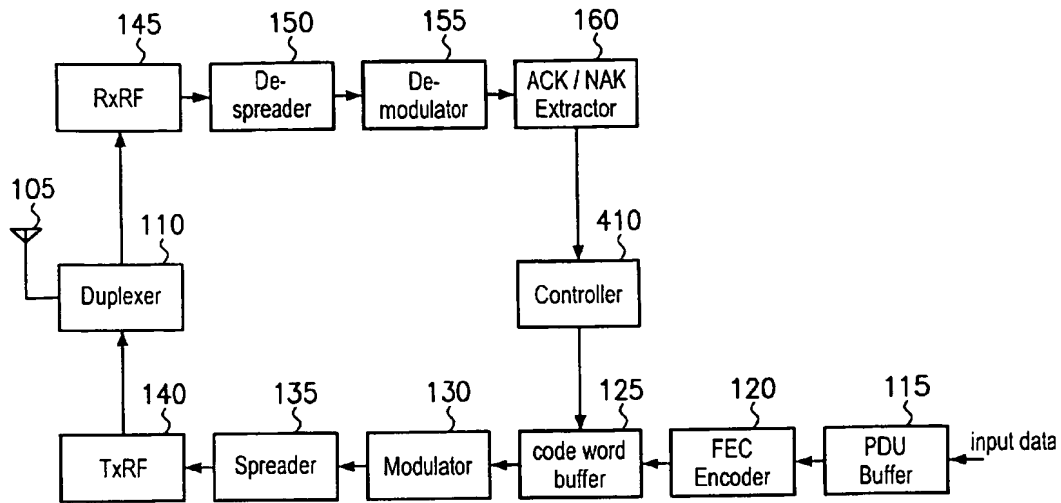 145
150
155
160
RxRF
De-
spreader
De-
modulator
ACK / NAK
Extractor
105
110
410
Duplexer
Controller
140
135
130
125
120
115
TxRF
Spreader
Modulator
code word
buffer
FEC
Encoder
PDU
Buffer
input data